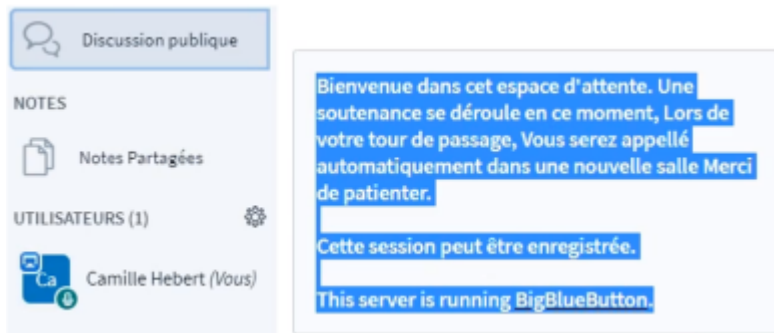 Discussion publique
NOTES
Notes Partagées
UTILISATEURS (1)
Ca
Camille Hebert (Vous)
Bienvenue dans cet espace d'attente. Une
soutenance se déroule en ce moment, Lors de
votre tour de passage, Vous serez appellé
automatiquement dans une nouvelle salle Merci
de patienter.
Cette session peut être enregistrée.
This server is running BigBlueButton.